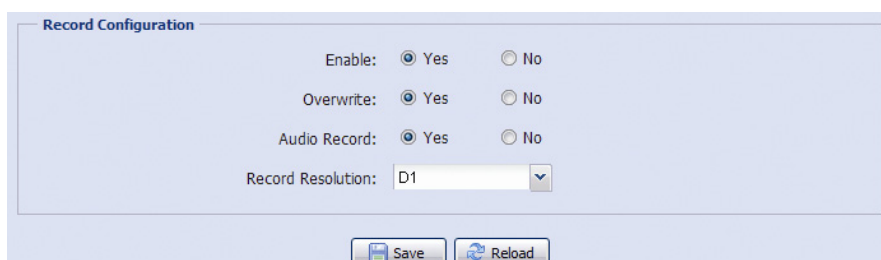 Record Configuration
Enable: Yes No
Overwrite: Yes No
Audio Record: Yes No
Record Resolution: D1
Save Reload